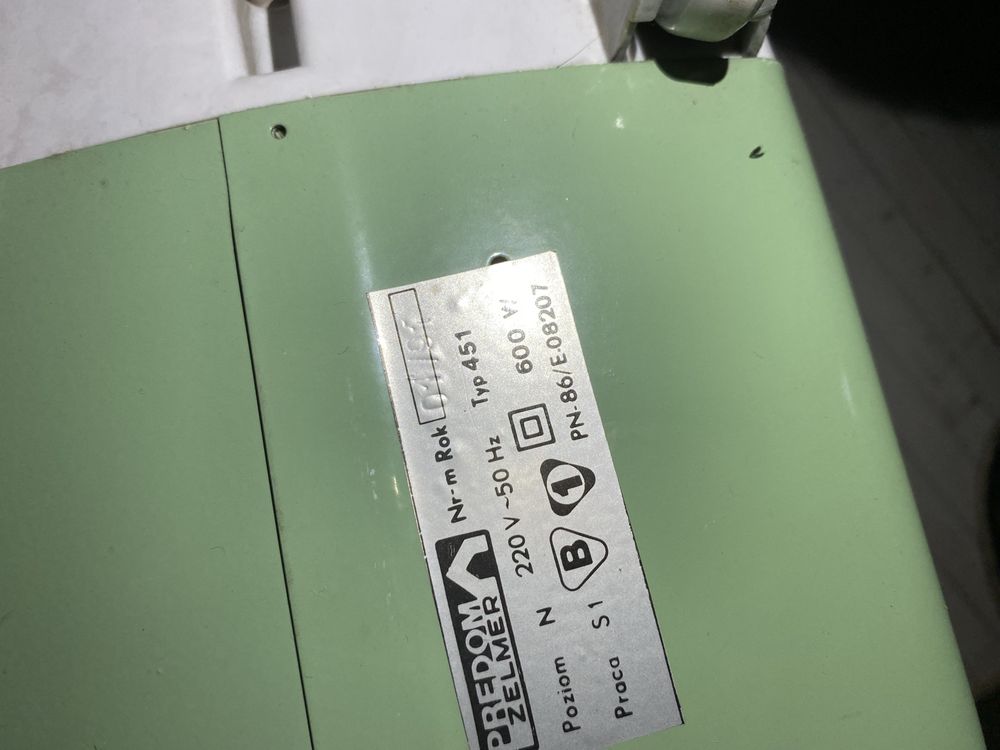 PREDOM
ZELMER
Nr-m Rok
220 V ~50 Hz Typ 451
Poziom N 600 W
Praca S1 B 1 PN-86/E-08207